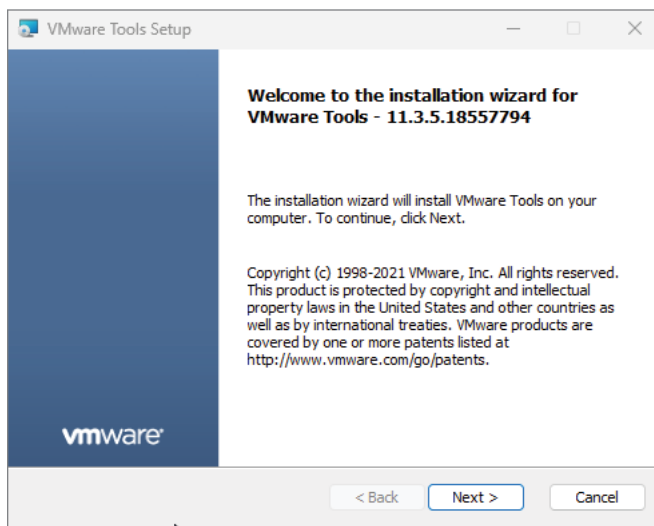 VMware Tools Setup
Welcome to the installation wizard for
VMware Tools - 11.3.5.18557794
The installation wizard will install VMware Tools on your
computer. To continue, click Next.
Copyright (c) 1998-2021 VMware, Inc. All rights reserved.
This product is protected by copyright and intellectual
property laws in the United States and other countries as
well as by international treaties. VMware products are
covered by one or more patents listed at
http://www.vmware.com/go/patents.
vmware
< Back
Next >
Cancel